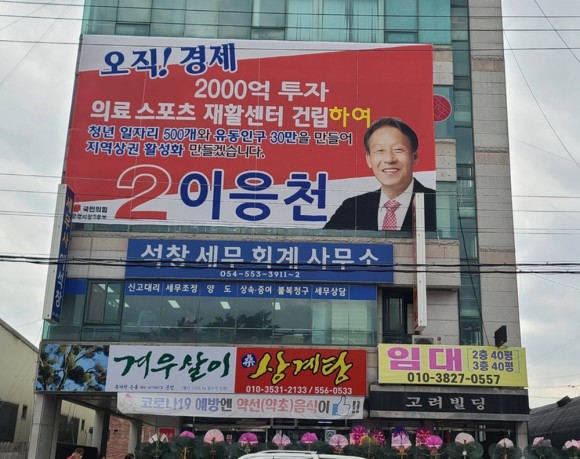 오직! 경제
2000억 투자
의료 스포츠 재활센터 건립하여
청년 일자리 500개와 유동인구 30만을 만들어
지역상권 활성화 만들겠습니다.
국민의힘
2 이응천
석창 세무 회계 사무소
054-553-3911~2
신고대리 세무조정 양 도 상속·증여 불복청구 세무상담
겨우살이
삼계탕
010-3531-2133 / 556-0533
임대
2층 40평
3층 40평
010-3827-0557
코로나19 예방엔 약선(약초)음식이
고려빌딩